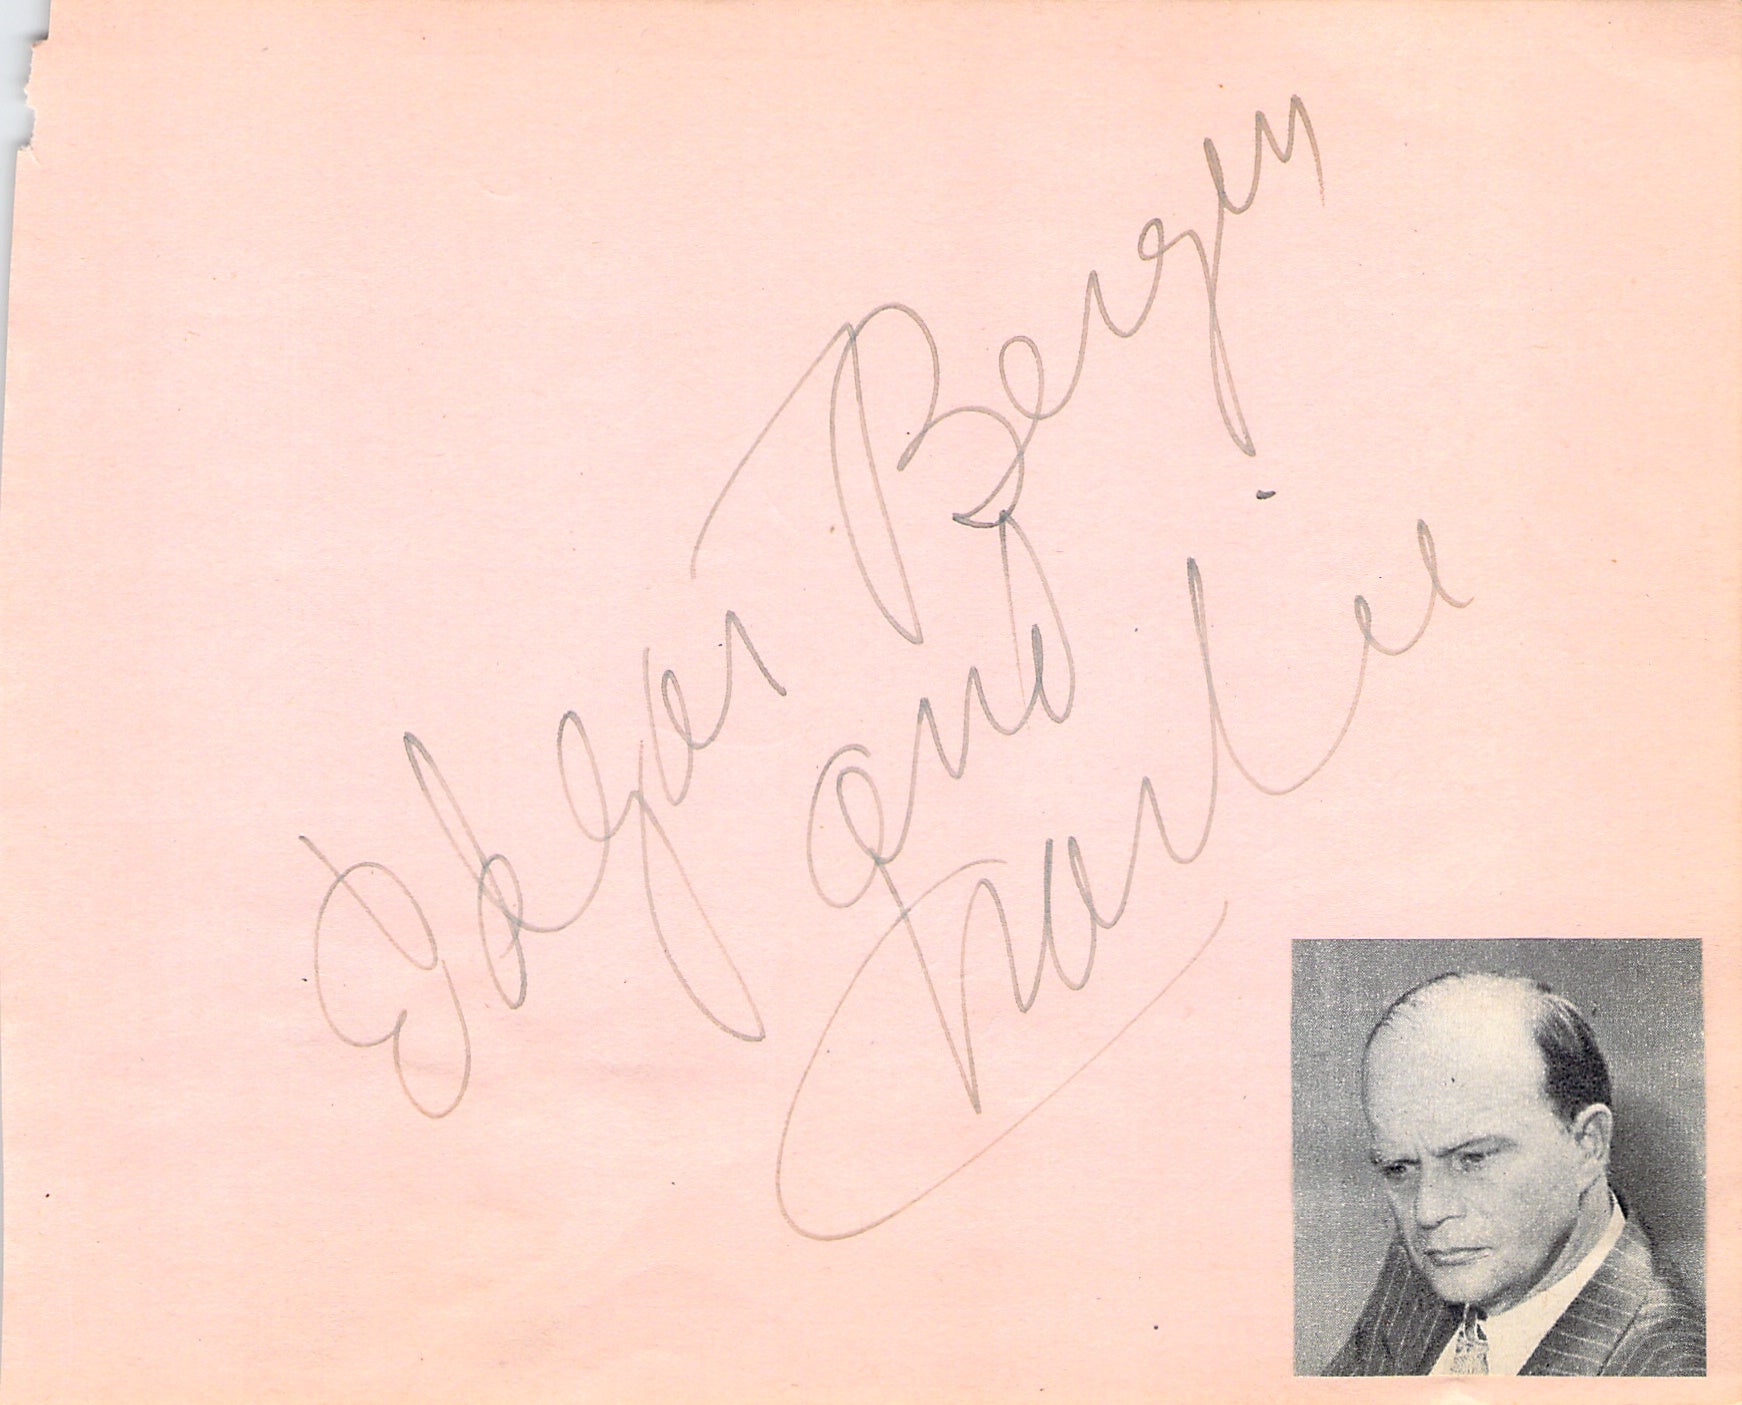 Edgar Bergen
and
Charlie